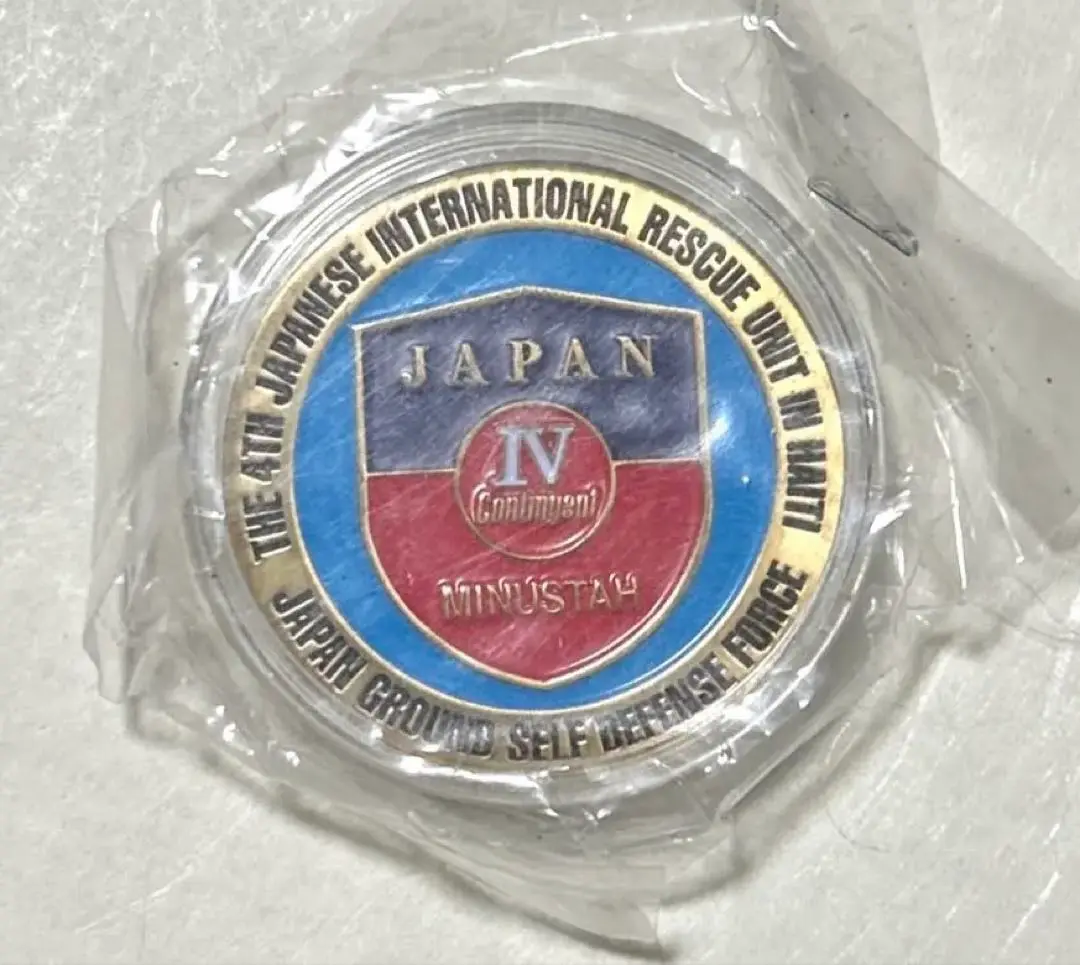 THE 4TH JAPANESE INTERNATIONAL RESCUE UNIT IN HAITI
JAPAN
IV
Contingent
MINUSTAH
JAPAN GROUND SELF DEFENSE FORCE